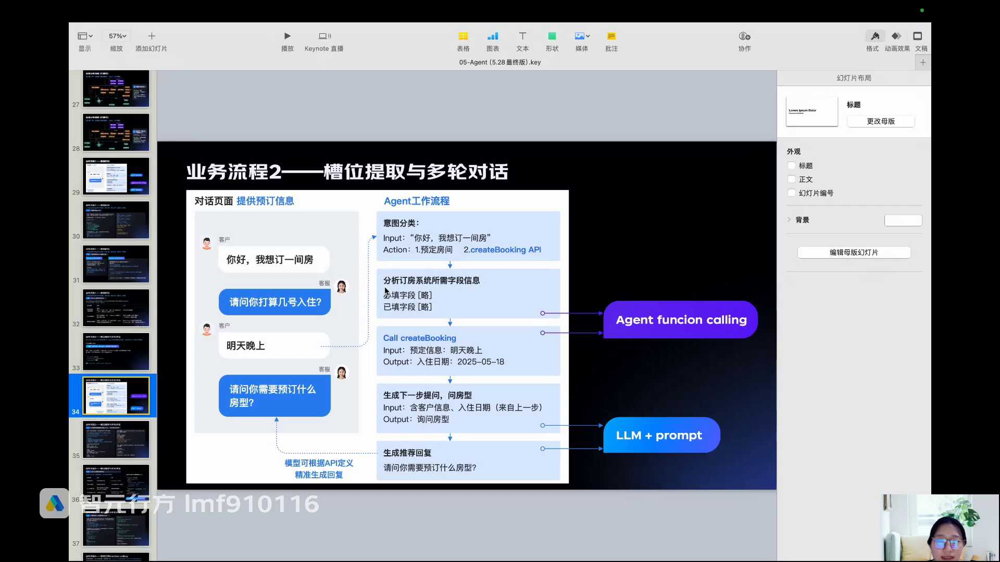 57%
显示
缩放
添加幻灯片
播放
Keynote 直播
表格
图表
文本
形状
媒体
批注
协作
格式
动画效果
文稿
05-Agent (5.28最终版).key
27
28
29
30
31
32
33
34
35
36
37
业务流程2——槽位提取与多轮对话
对话页面 提供预订信息
客户
你好，我想订一间房
客服
请问你打算几号入住？
客户
明天晚上
客服
请问你需要预订什么
房型？
模型可根据API定义
精准生成回复
Agent工作流程
意图分类：
Input：“你好，我想订一间房”
Action：1.预定房间 2.createBooking API
分析订房系统所需字段信息
必填字段 [略]
已填字段 [略]
Call createBooking
Input：预定信息：明天晚上
Output：入住日期：2025-05-18
生成下一步提问，问房型
Input：含客户信息、入住日期（来自上一步）
Output：询问房型
生成推荐回复
请问你需要预订什么房型？
Agent funcion calling
LLM + prompt
幻灯片布局
Lorem Ipsum Dolor
标题
更改母版
外观
标题
正文
幻灯片编号
背景
编辑母版幻灯片
智元行方 lmf910116